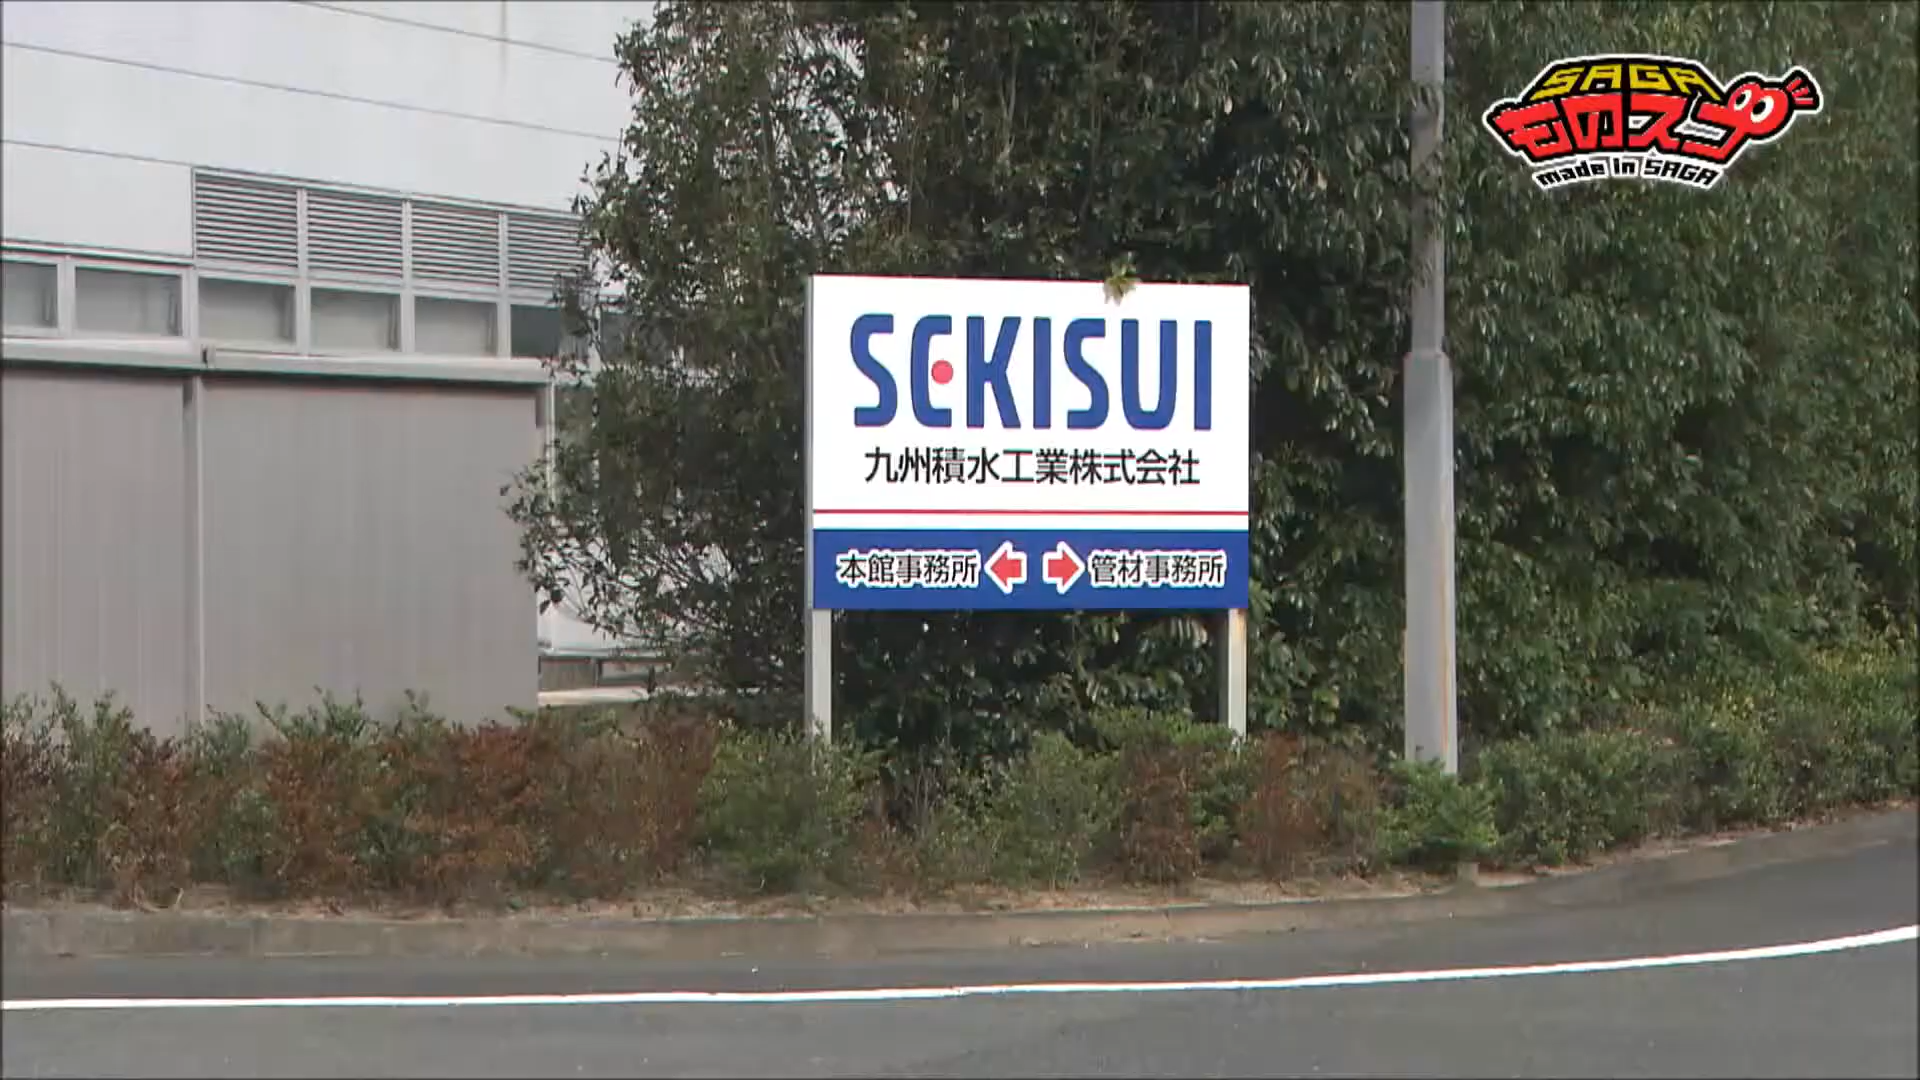 SAGA
ものスゴ
made in SAGA
SEKISUI
九州積水工業株式会社
本館事務所 ← → 管材事務所